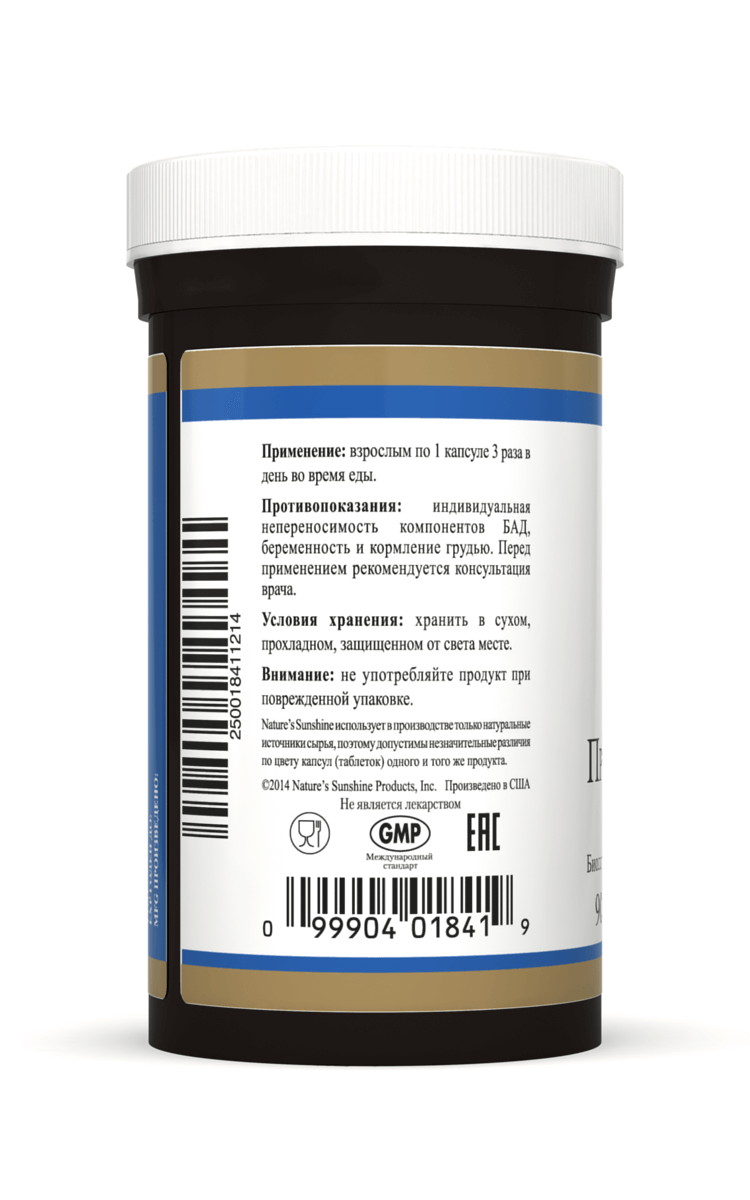 Применение: взрослым по 1 капсуле 3 раза в
день во время еды.
Противопоказания: индивидуальная
непереносимость компонентов БАД,
беременность и кормление грудью. Перед
применением рекомендуется консультация
врача.
Условия хранения: хранить в сухом,
прохладном, защищенном от света месте.
Внимание: не употребляйте продукт при
поврежденной упаковке.
Nature's Sunshine использует в производстве только натуральные
источники сырья, поэтому допустимы незначительные различия
по цвету капсул (таблеток) одного и того же продукта.
©2014 Nature's Sunshine Products, Inc. Произведено в США
Не является лекарством
GMP
EAC
Международный
стандарт
0 99904 01841 9
250018411214
MFG ПРОИЗВЕДЕНО: